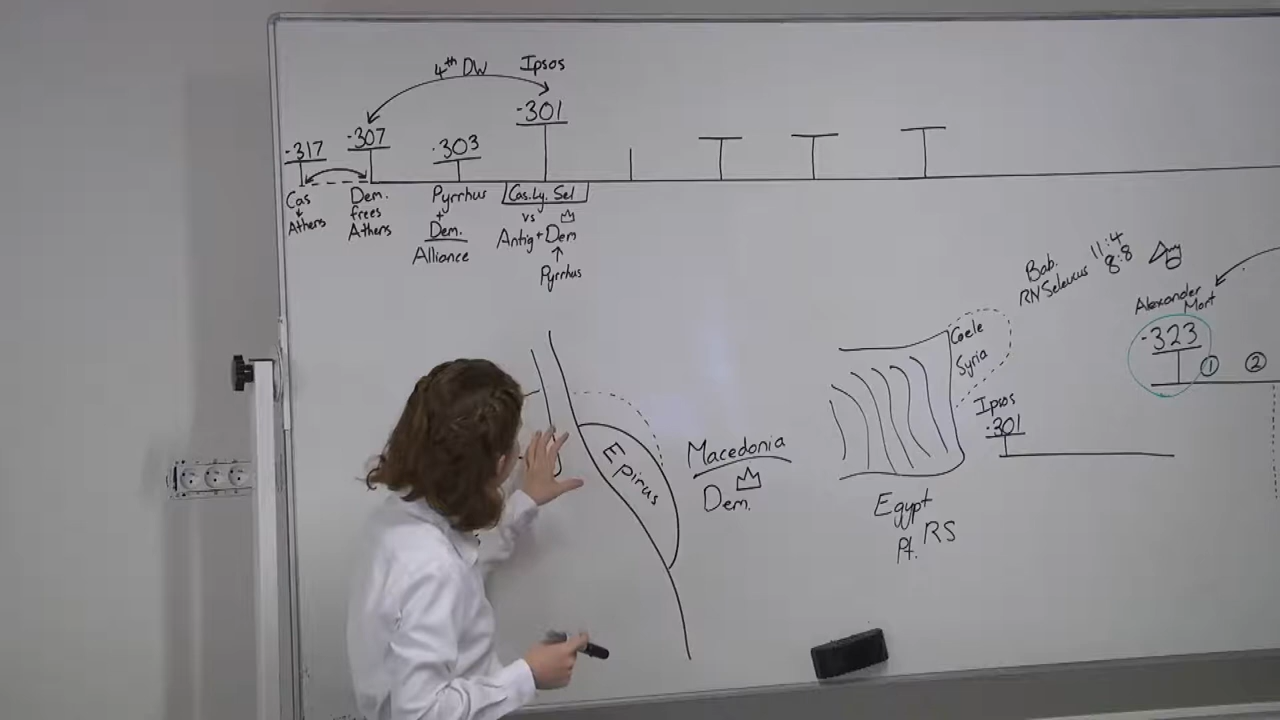 4th DW
Ipsos
-317
-307
-303
-301
Cas
Athens
Dem.
frees
Athens
Pyrrhus
+
Dem.
Alliance
Cas. Ly. Sel
vs
Antig+Dem
Pyrrhus
Epirus
Macedonia
Dem.
Coele
Syria
Egypt
Pt. RS
Ipsos
-301
Bab.
RN Seleucus
11:4
8:8
Alexander
Mort
-323
1
2